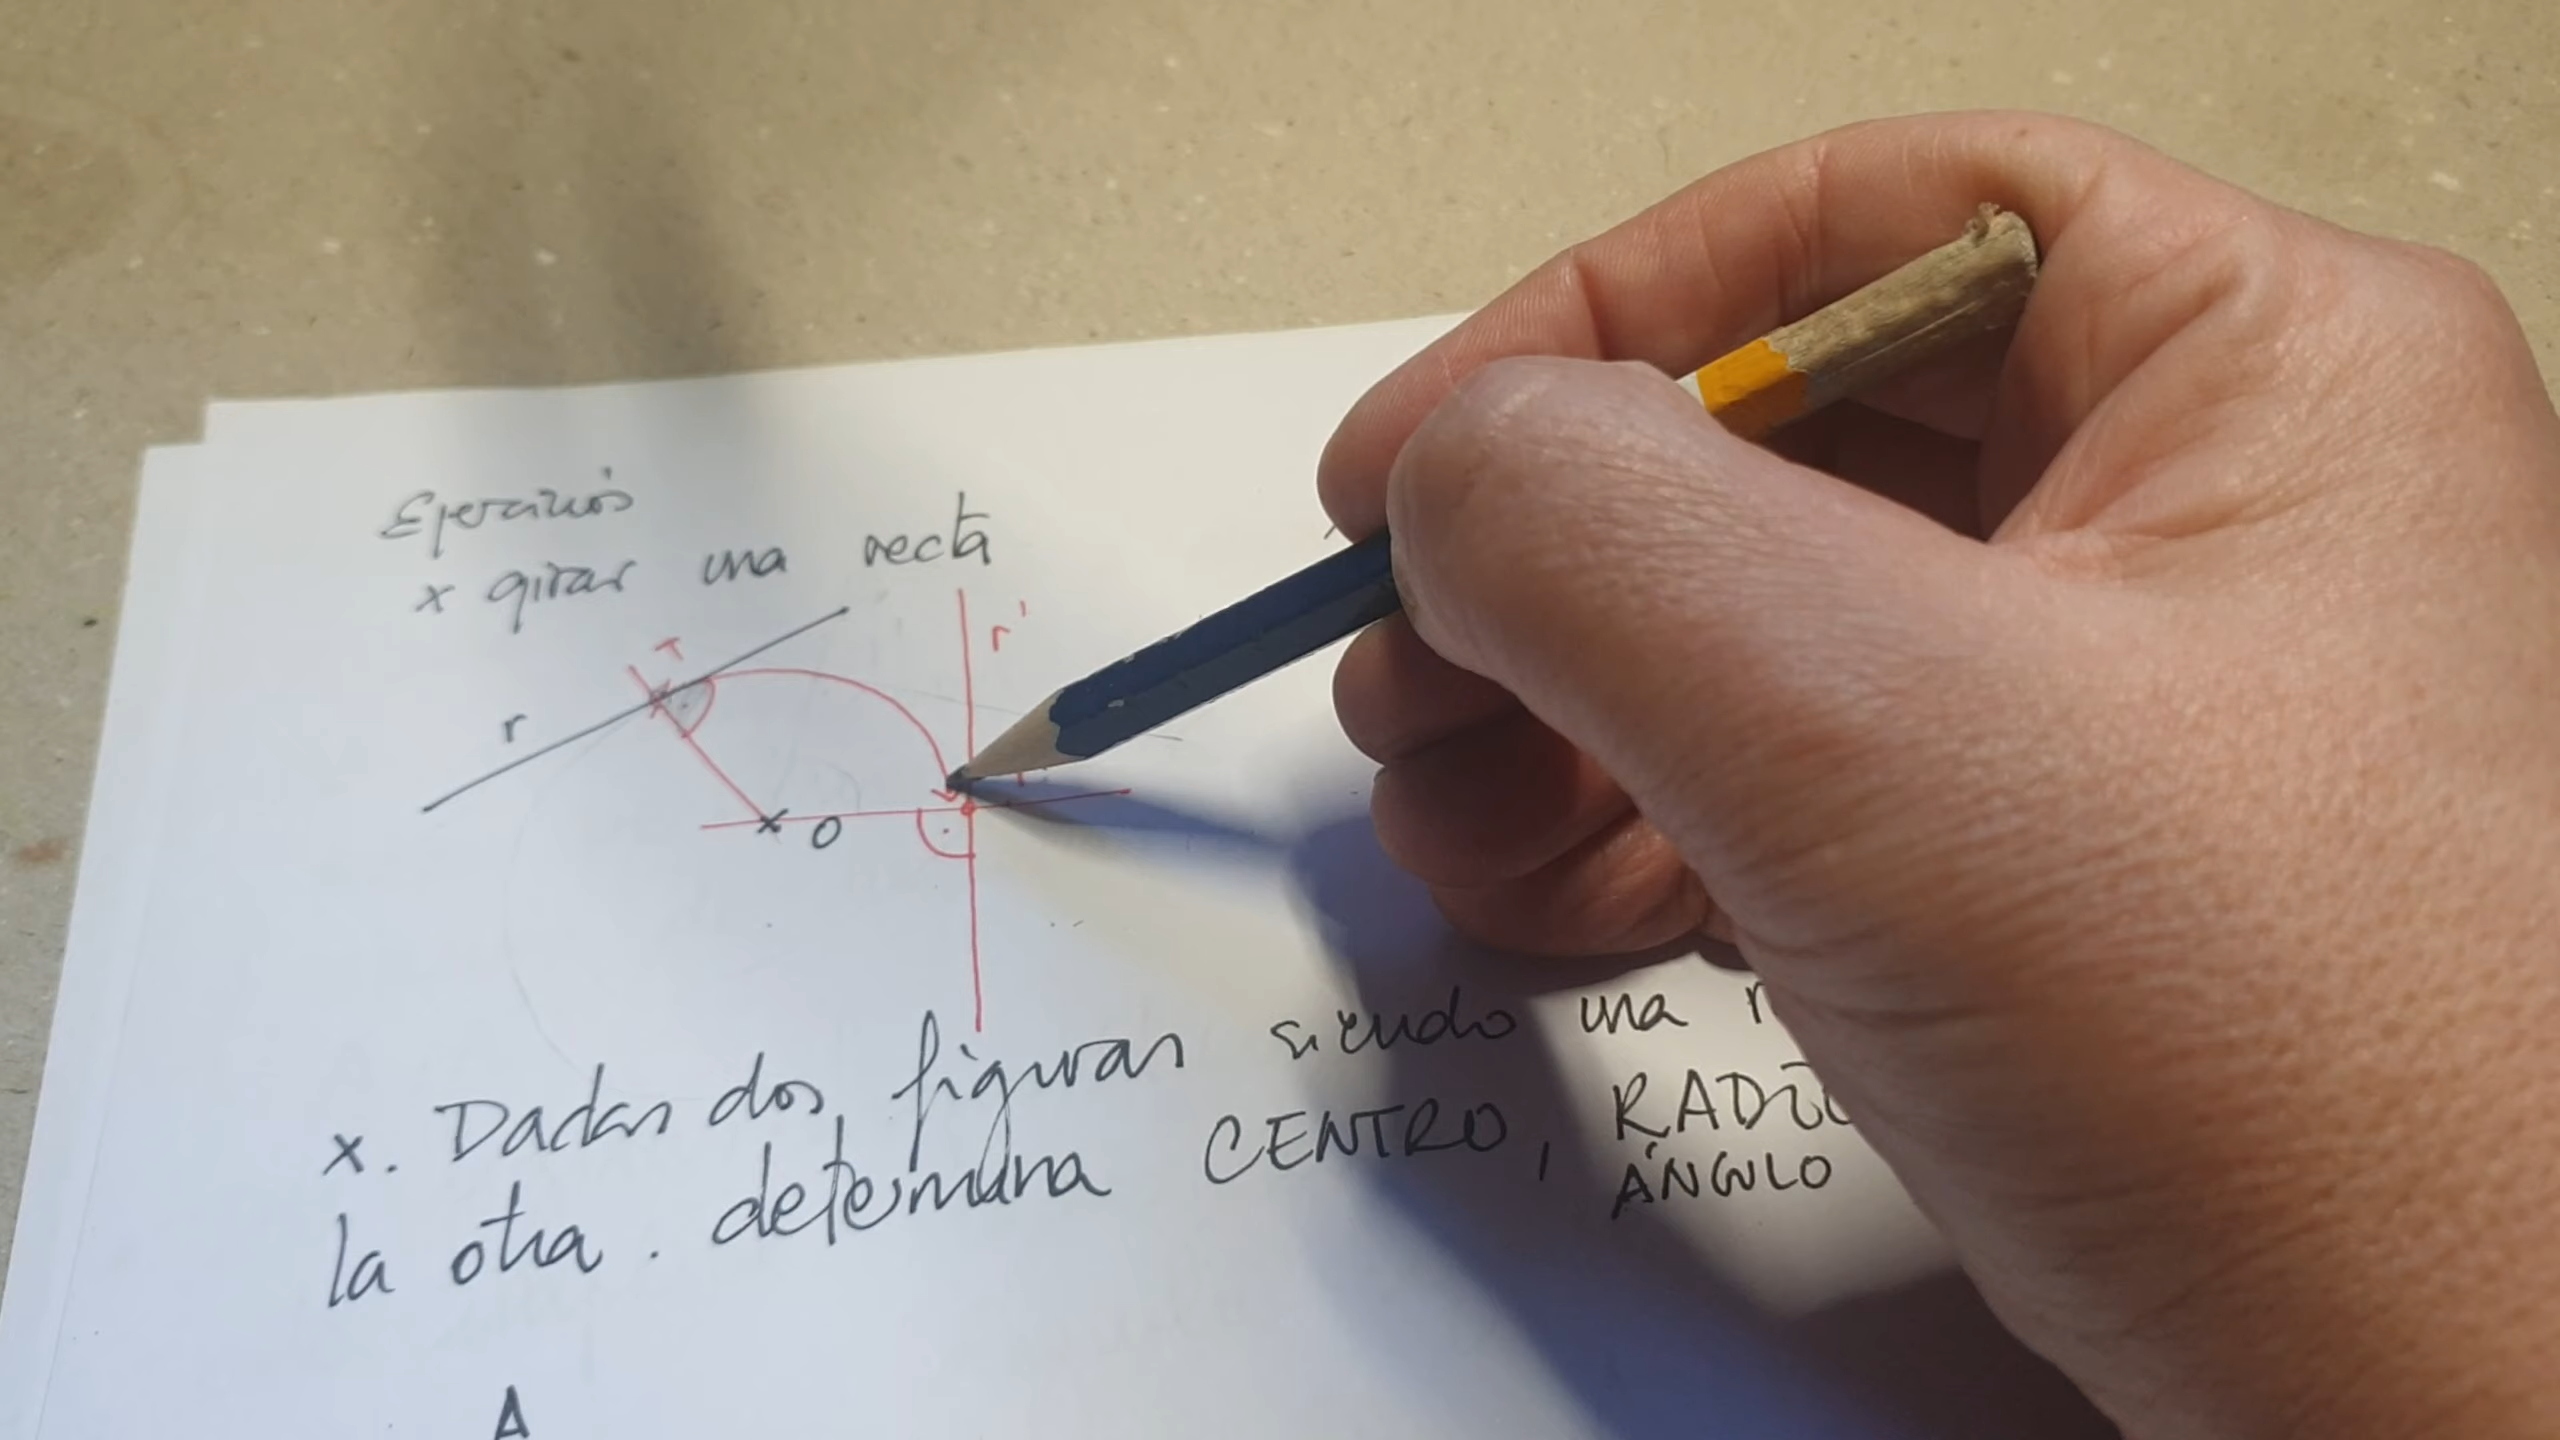 Ejercicios
x girar una recta
T
r'
r
O
x. Dadas dos figuras siendo una
la otra. determina CENTRO, RADIO
ÁNGULO
A